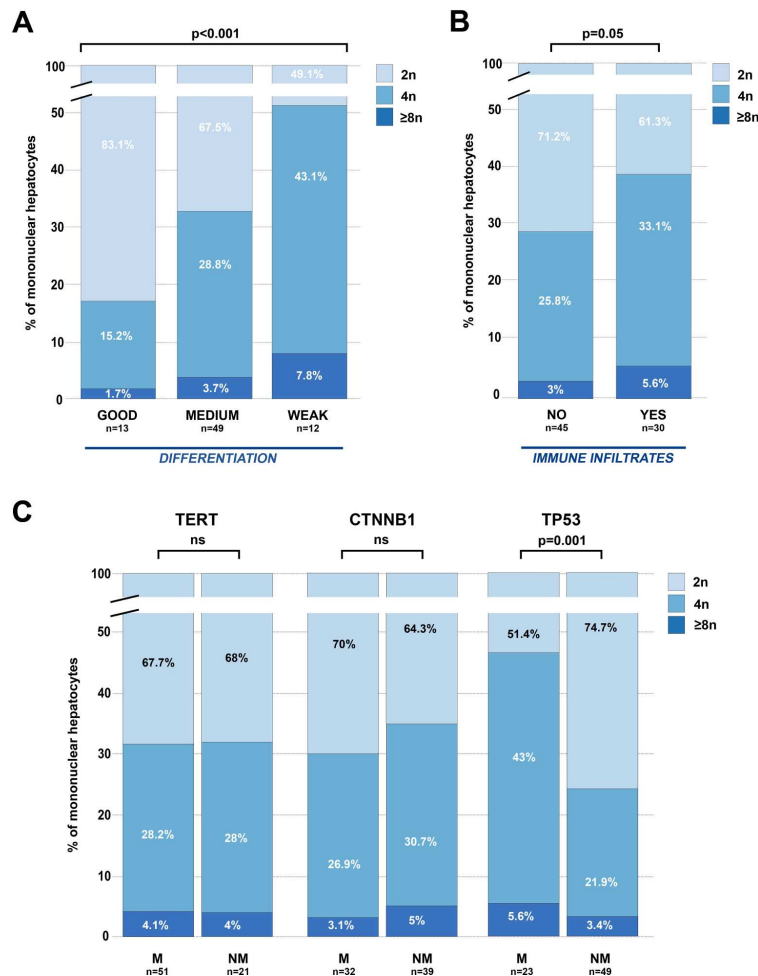 A
p<0.001
% of mononuclear hepatocytes
100
50
40
30
20
10
0
83.1%
15.2%
1.7%
67.5%
28.8%
3.7%
49.1%
43.1%
7.8%
2n
4n
≥8n
GOOD
n=13
MEDIUM
n=49
WEAK
n=12
DIFFERENTIATION
B
p=0.05
% of mononuclear hepatocytes
100
50
40
30
20
10
0
71.2%
25.8%
3%
61.3%
33.1%
5.6%
2n
4n
≥8n
NO
n=45
YES
n=30
IMMUNE INFILTRATES
C
TERT
ns
CTNNB1
ns
TP53
p=0.001
% of mononuclear hepatocytes
100
50
40
30
20
10
0
67.7%
28.2%
4.1%
68%
28%
4%
70%
26.9%
3.1%
64.3%
30.7%
5%
51.4%
43%
5.6%
74.7%
21.9%
3.4%
2n
4n
≥8n
M
n=51
NM
n=21
M
n=32
NM
n=39
M
n=23
NM
n=49